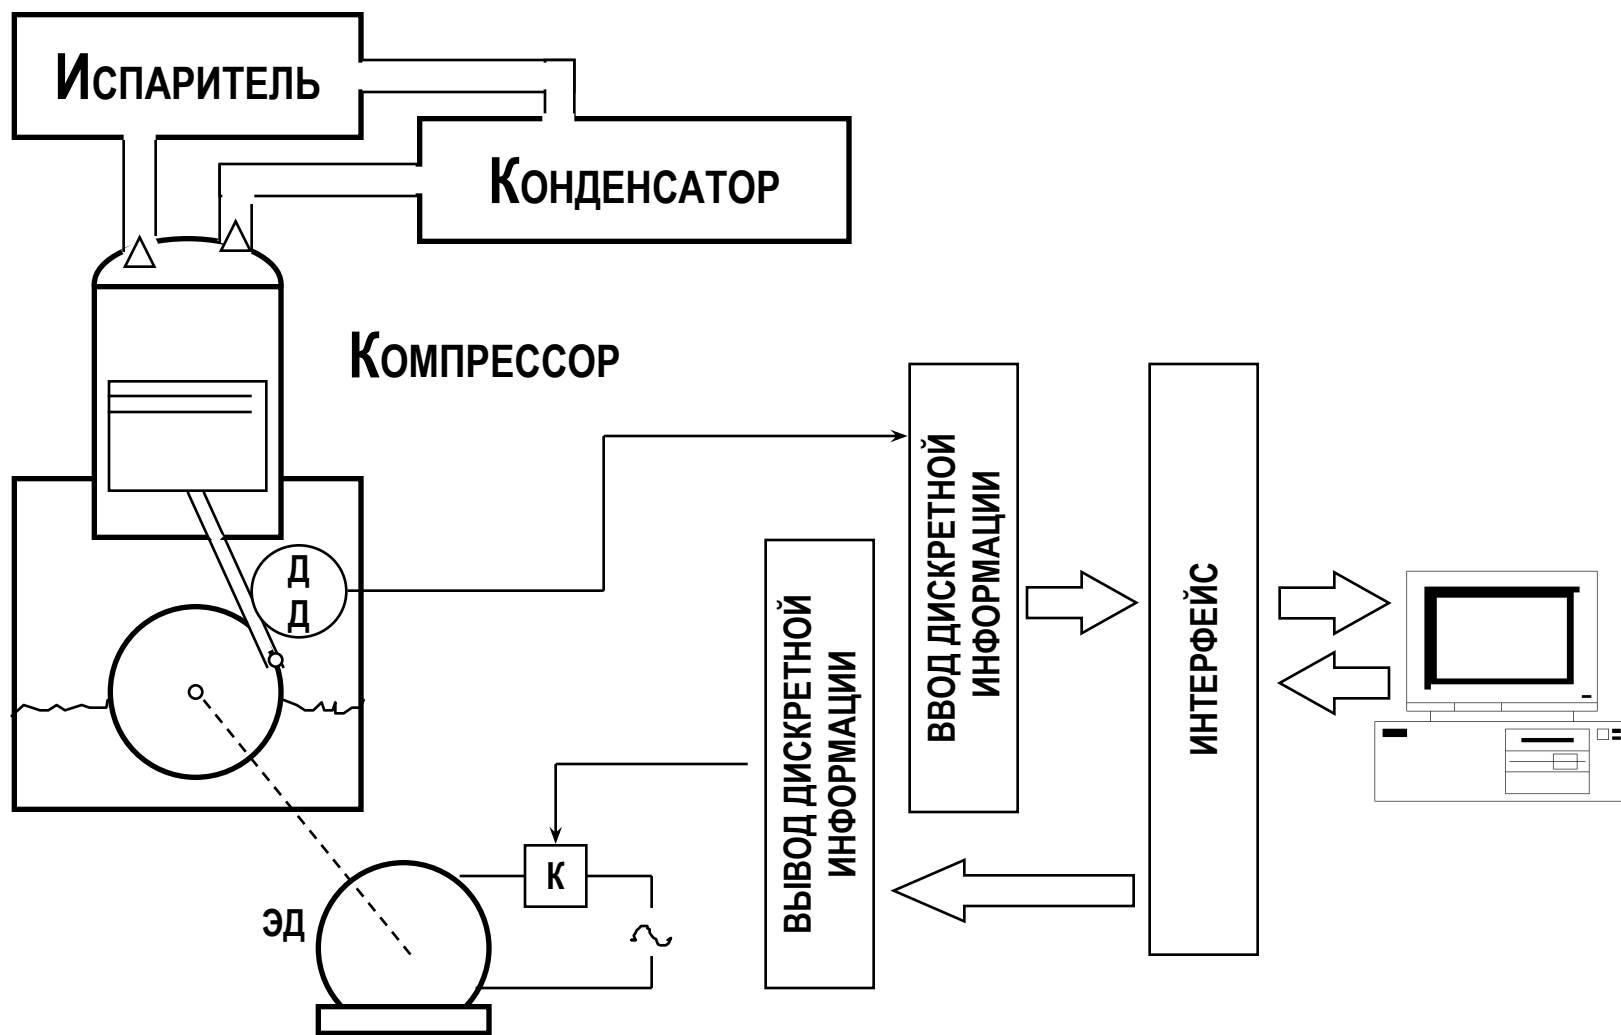 ИСПАРИТЕЛЬ
КОНДЕНСАТОР
КОМПРЕССОР
Д
Д
ВВОД ДИСКРЕТНОЙ
ИНФОРМАЦИИ
ВЫВОД ДИСКРЕТНОЙ
ИНФОРМАЦИИ
ИНТЕРФЕЙС
К
ЭД